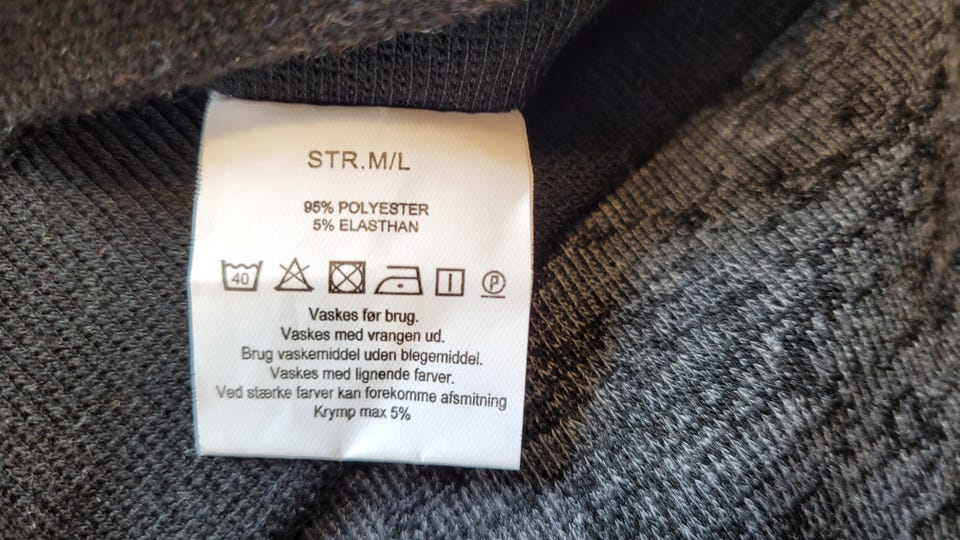 STR.M/L
95% POLYESTER
5% ELASTHAN
40 P
Vaskes før brug.
Vaskes med vrangen ud.
Brug vaskemiddel uden blegemiddel.
Vaskes med lignende farver.
Ved stærke farver kan forekomme afsmitning
Krymp max 5%